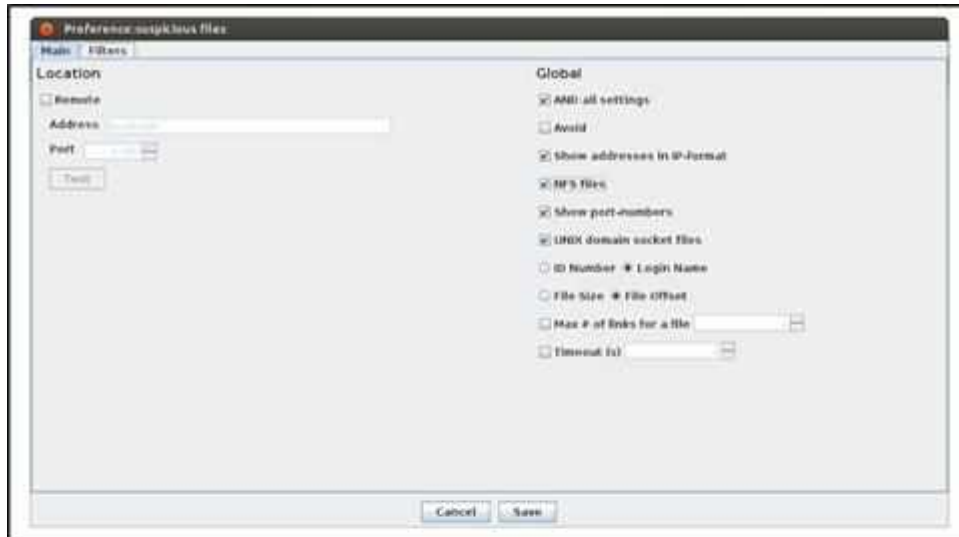 Preference:suspicious files
Main Filters
Location
Remote
Address
Port
Test
Global
AND all settings
Avoid
Show addresses in IP-format
NFS files
Show port-numbers
UNIX domain socket files
ID Number Login Name
File Size File Offset
Max # of links for a file
Timeout (s)
Cancel Save